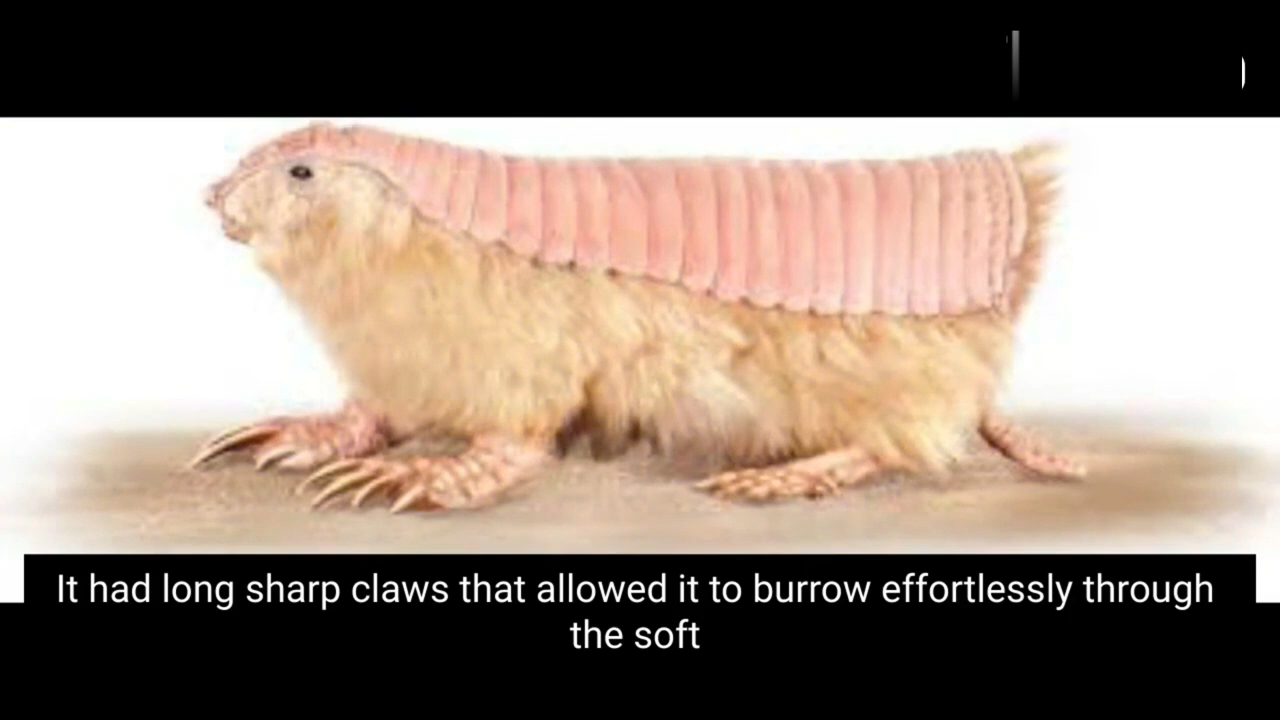 It had long sharp claws that allowed it to burrow effortlessly through
the soft